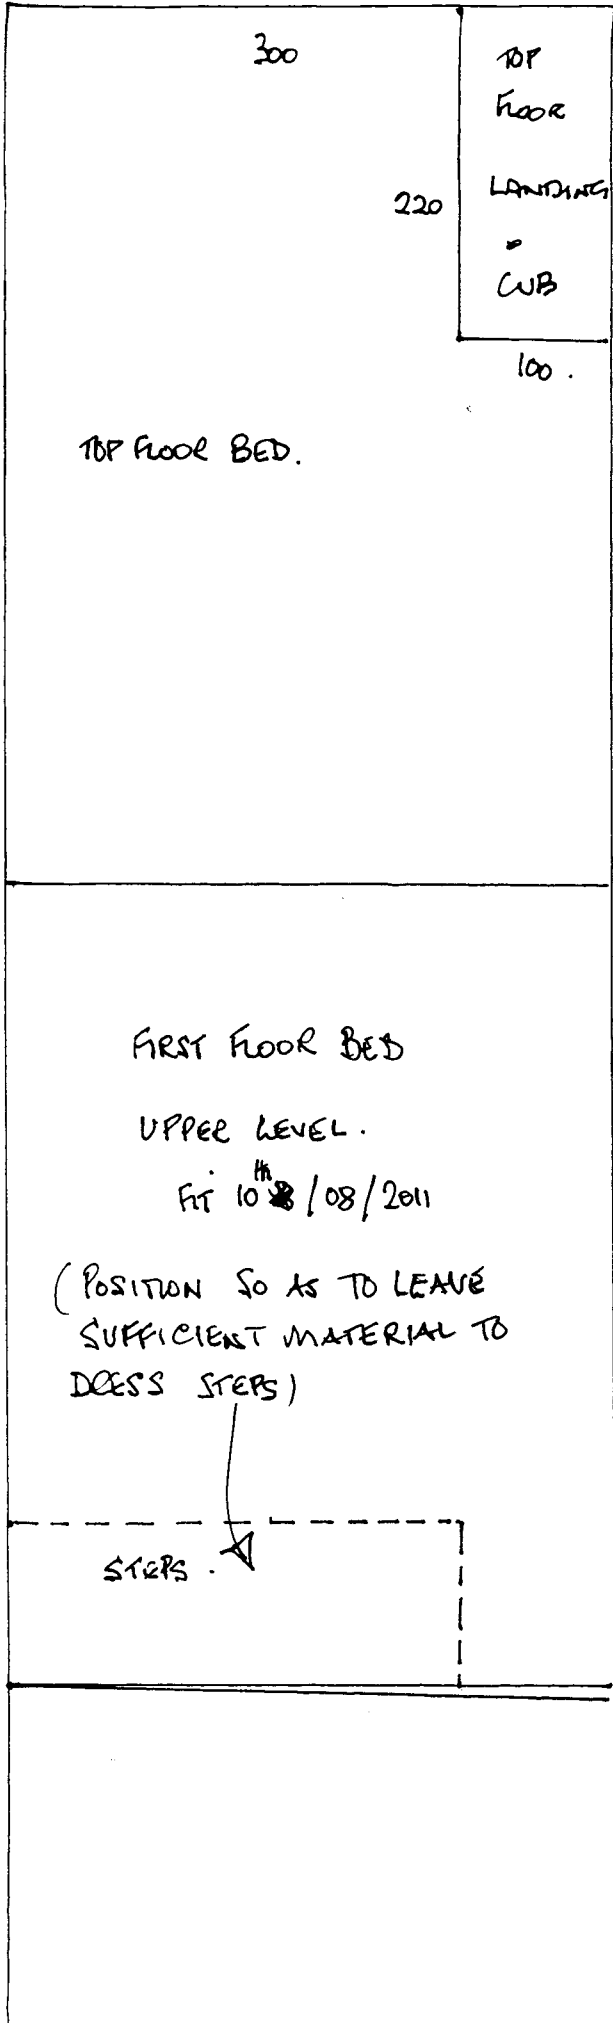 300
TOP
FLOOR
LANDING
CUB
220
100.
TOP FLOOR BED.
FIRST FLOOR BED
UPPER LEVEL.
FIT 10th /08/2011
(POSITION SO AS TO LEAVE
SUFFICIENT MATERIAL TO
DRESS STEPS)
STEPS.